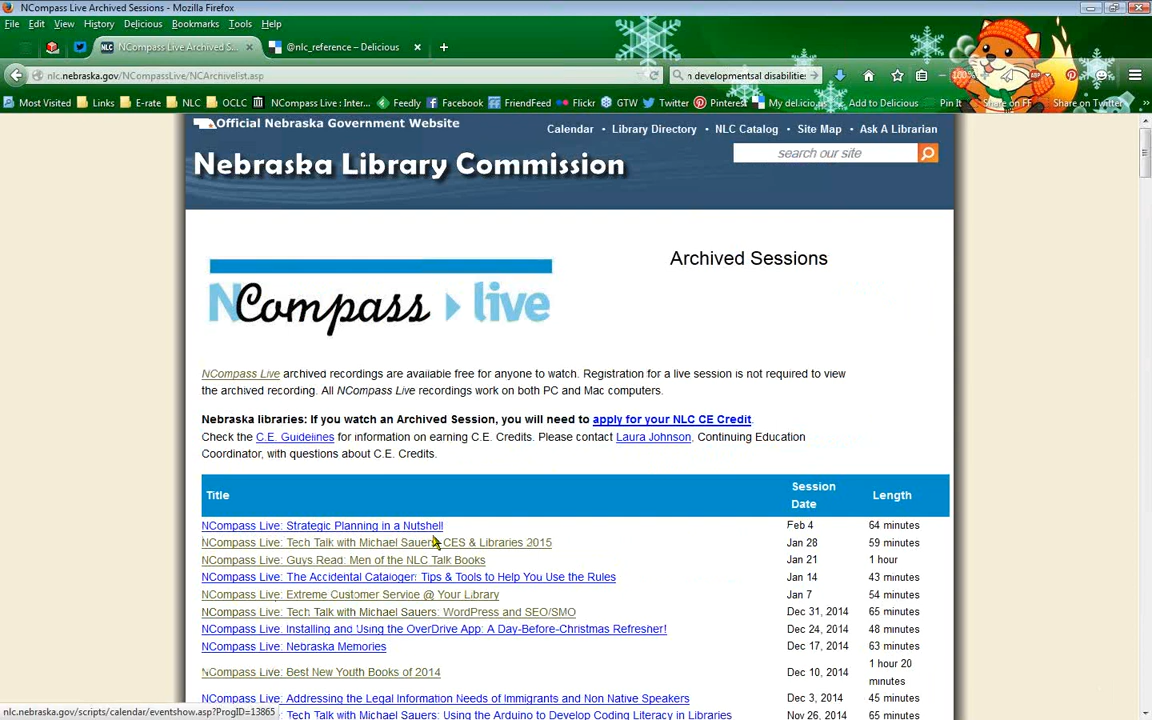 NCompass Live Archived Sessions - Mozilla Firefox
File Edit View History Delicious Bookmarks Tools Help
NLC NCompass Live Archived S... × @nlc_reference – Delicious × +
nlc.nebraska.gov/NCompassLive/NCArchivelist.asp
n developmentsal disabilities
100%
Most Visited Links E-rate NLC OCLC NCompass Live : Inter... Feedly Facebook FriendFeed Flickr GTW Twitter Pinterest My del.icio Add to Delicious Pin It Share on FF Share on Twitter »
Official Nebraska Government Website
Calendar • Library Directory • NLC Catalog • Site Map • Ask A Librarian
Nebraska Library Commission
search our site
Archived Sessions
NCompass live
NCompass Live archived recordings are available free for anyone to watch. Registration for a live session is not required to view
the archived recording. All NCompass Live recordings work on both PC and Mac computers.
Nebraska libraries: If you watch an Archived Session, you will need to apply for your NLC CE Credit.
Check the C.E. Guidelines for information on earning C.E. Credits. Please contact Laura Johnson, Continuing Education
Coordinator, with questions about C.E. Credits.
Title Session Date Length
NCompass Live: Strategic Planning in a Nutshell Feb 4 64 minutes
NCompass Live: Tech Talk with Michael Sauers: CES & Libraries 2015 Jan 28 59 minutes
NCompass Live: Guys Read: Men of the NLC Talk Books Jan 21 1 hour
NCompass Live: The Accidental Cataloger: Tips & Tools to Help You Use the Rules Jan 14 43 minutes
NCompass Live: Extreme Customer Service @ Your Library Jan 7 54 minutes
NCompass Live: Tech Talk with Michael Sauers: WordPress and SEO/SMO Dec 31, 2014 65 minutes
NCompass Live: Installing and Using the OverDrive App: A Day-Before-Christmas Refresher! Dec 24, 2014 48 minutes
NCompass Live: Nebraska Memories Dec 17, 2014 63 minutes
NCompass Live: Best New Youth Books of 2014 Dec 10, 2014 1 hour 20 minutes
NCompass Live: Addressing the Legal Information Needs of Immigrants and Non Native Speakers Dec 3, 2014 45 minutes
NCompass Live: Tech Talk with Michael Sauers: Using the Arduino to Develop Coding Literacy in Libraries Nov 26, 2014 65 minutes
nlc.nebraska.gov/scripts/calendar/eventshow.asp?ProgID=13865